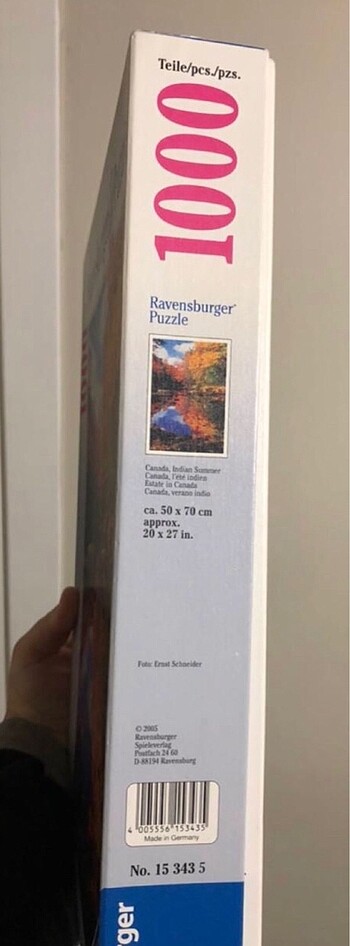 Teile/pcs./pzs.
1000
Ravensburger®
Puzzle
Canada, Indian Summer
Canada, l'été indien
Estate in Canada
Canada, verano indio
ca. 50 x 70 cm
approx.
20 x 27 in.
Foto: Ernst Schneider
© 2005
Ravensburger
Spieleverlag
Postfach 24 60
D-88194 Ravensburg
4 005556 153435
Made in Germany
No. 15 343 5
ger